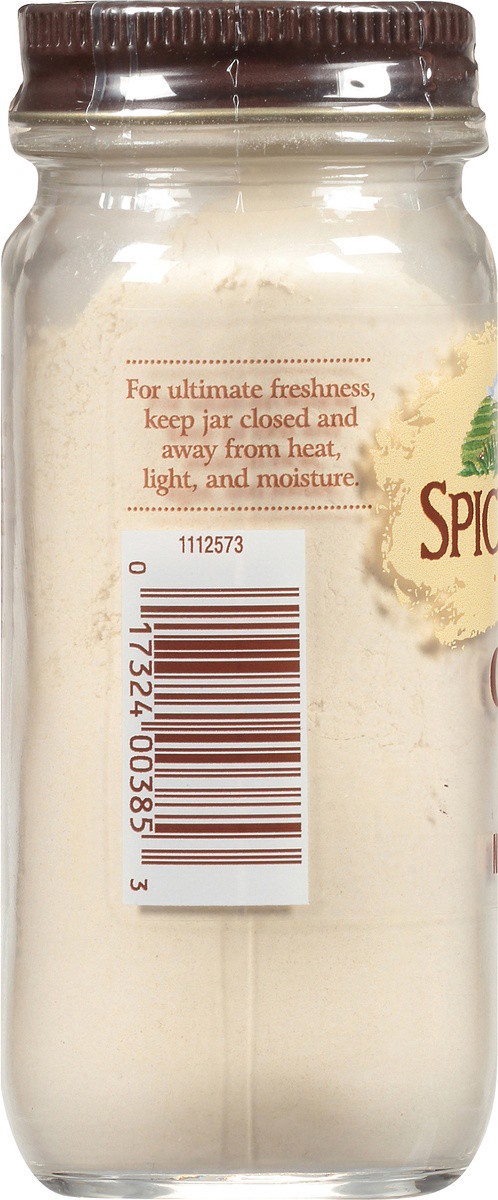 For ultimate freshness,
keep jar closed and
away from heat,
light, and moisture.
1112573
0 17324 00385 3
SPIC